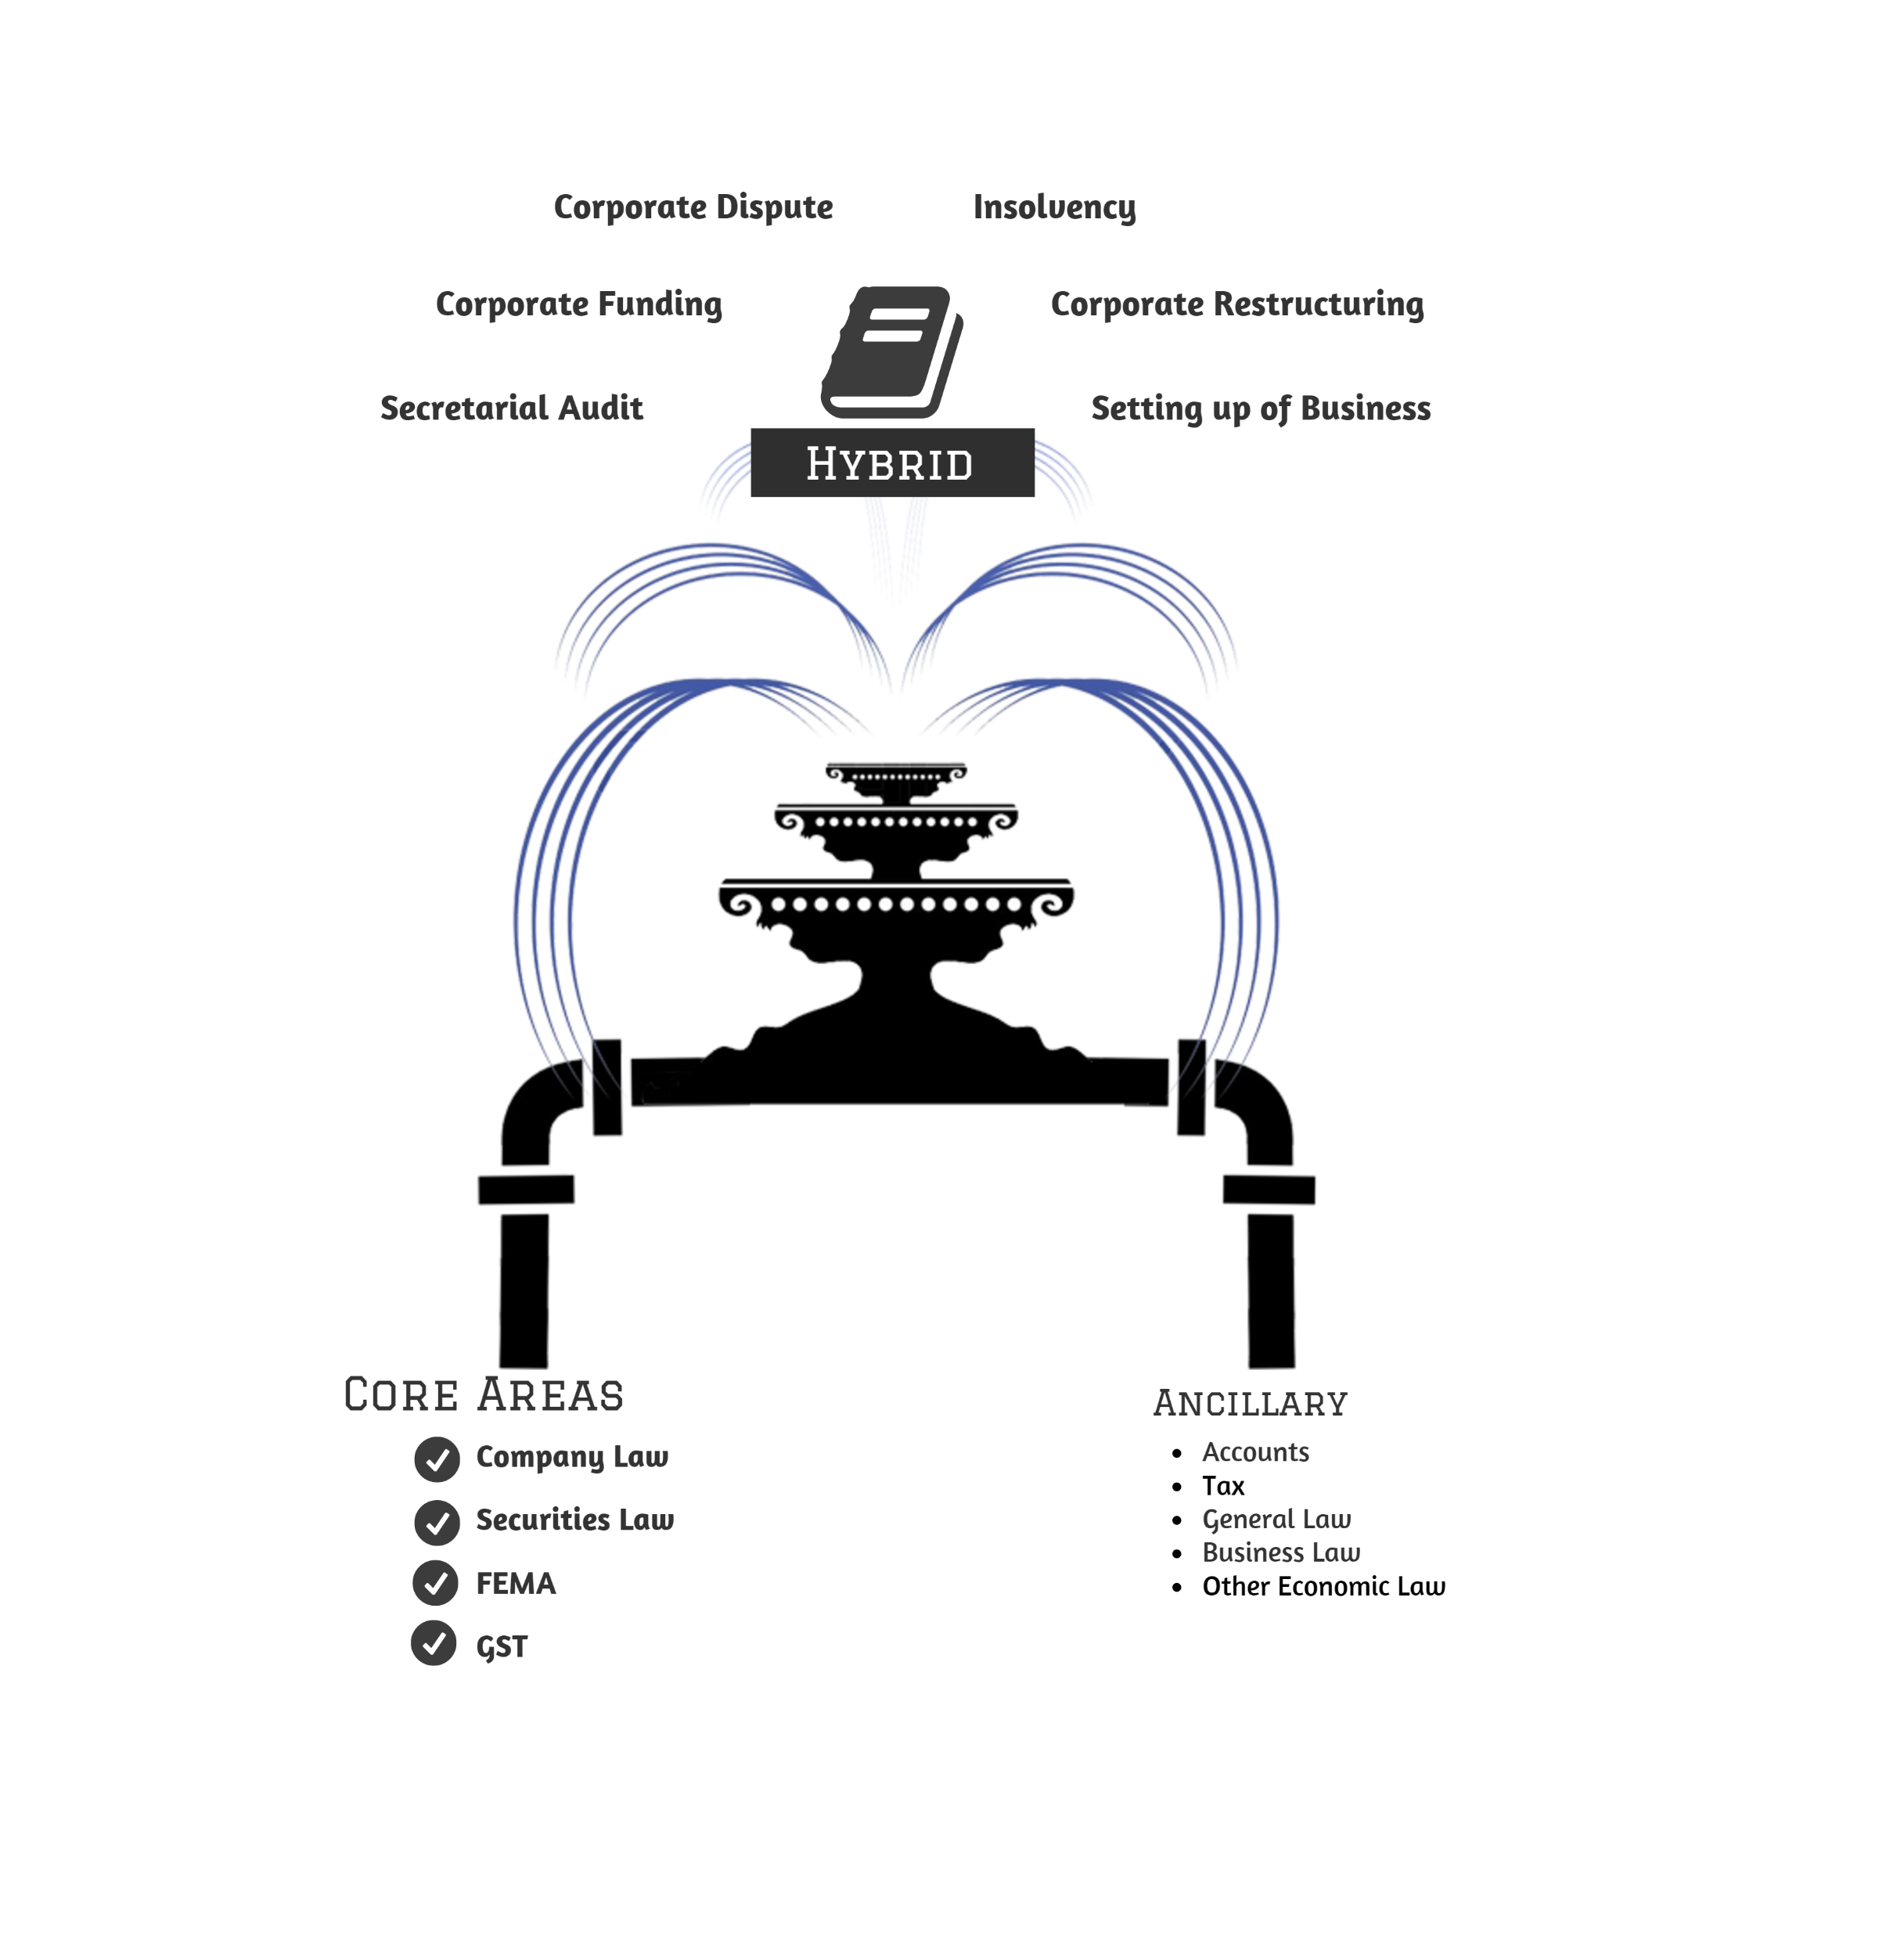 Corporate Dispute
Insolvency
Corporate Funding
Corporate Restructuring
Secretarial Audit
Setting up of Business
HYBRID
CORE AREAS
Company Law
Securities Law
FEMA
GST
ANCILLARY
Accounts
Tax
General Law
Business Law
Other Economic Law